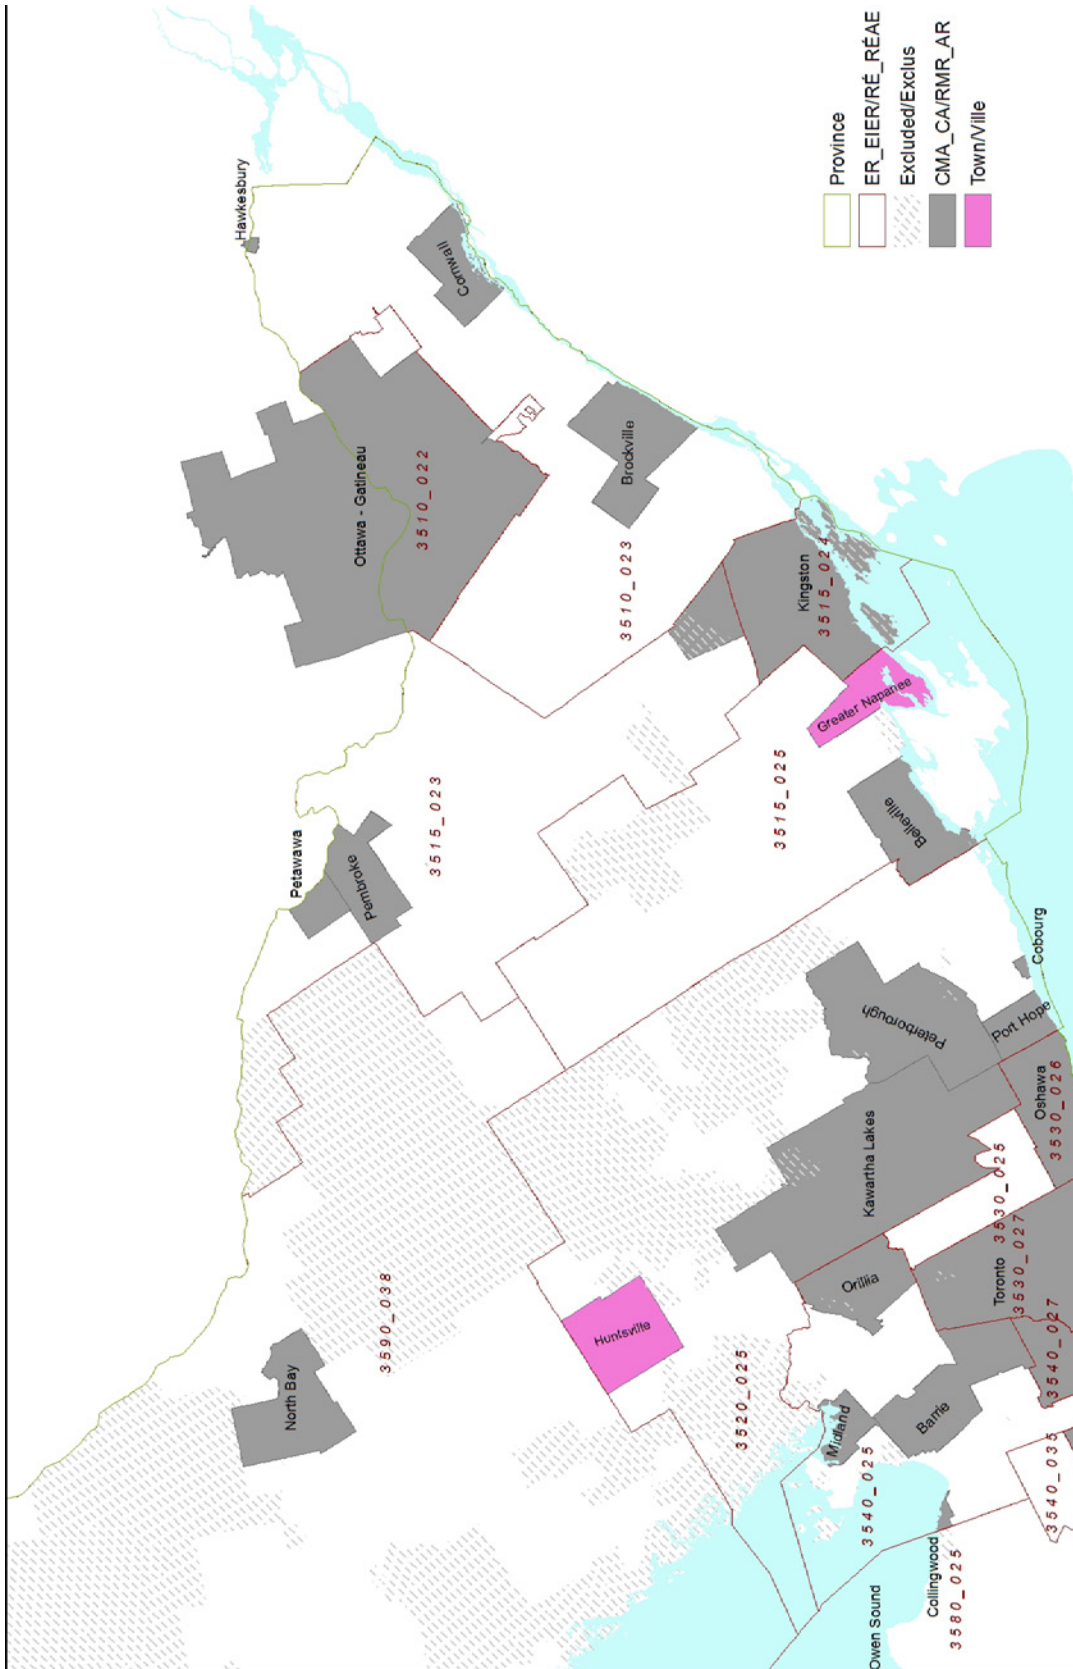 Hawkesbury
Cornwall
Ottawa - Gatineau
3510_022
Brockville
3510_023
Kingston
3515_024
Greater Napanee
3515_025
Belleville
Petawawa
Pembroke
3515_023
Cobourg
Port Hope
Peterborough
Kawartha Lakes
Oshawa
3530_026
3530_025
Toronto
3530_027
3540_027
Orillia
Huntsville
3590_038
North Bay
3520_025
Midland
Barrie
3540_025
3540_035
Collingwood
3580_025
Owen Sound
Province
ER_EIER/RÉ_RÉAE
Excluded/Exclus
CMA_CA/RMR_AR
Town/Ville